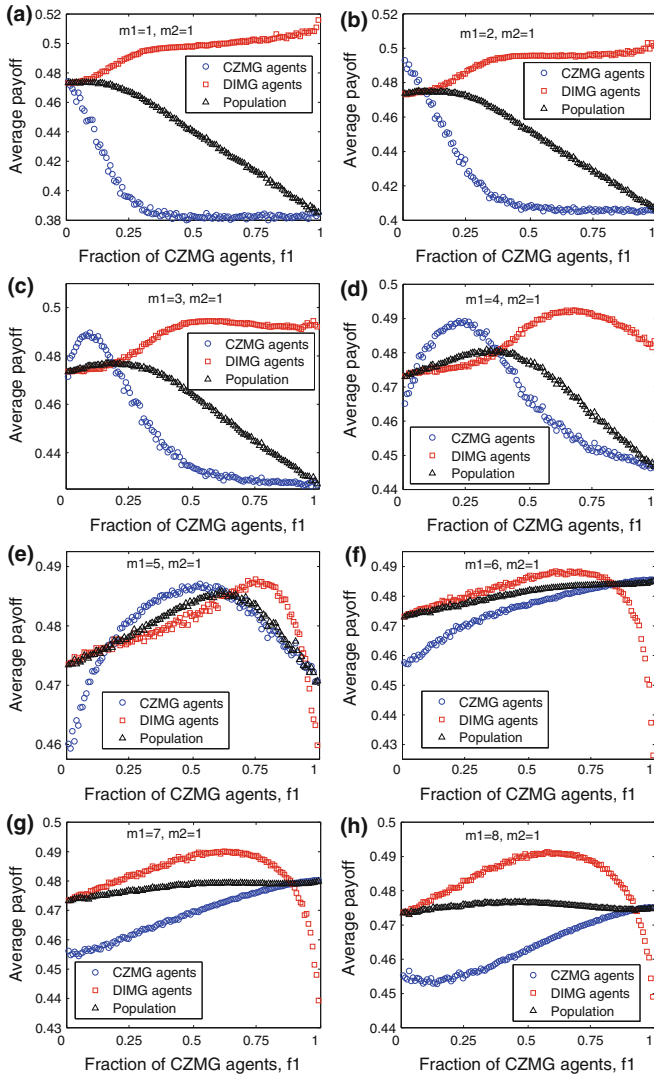 (a)
m1=1, m2=1
0.52
0.5
0.48
0.46
0.44
0.42
0.4
0.38
Average payoff
CZMG agents
DIMG agents
Population
0 0.25 0.5 0.75 1
Fraction of CZMG agents, f1
(b)
m1=2, m2=1
0.52
0.5
0.48
0.46
0.44
0.42
0.4
Average payoff
CZMG agents
DIMG agents
Population
0 0.25 0.5 0.75 1
Fraction of CZMG agents, f1
(c)
m1=3, m2=1
0.5
0.48
0.46
0.44
Average payoff
CZMG agents
DIMG agents
Population
0 0.25 0.5 0.75 1
Fraction of CZMG agents, f1
(d)
m1=4, m2=1
0.5
0.49
0.48
0.47
0.46
0.45
0.44
Average payoff
CZMG agents
DIMG agents
Population
0 0.25 0.5 0.75 1
Fraction of CZMG agents, f1
(e)
m1=5, m2=1
0.49
0.48
0.47
0.46
Average payoff
CZMG agents
DIMG agents
Population
0 0.25 0.5 0.75 1
Fraction of CZMG agents, f1
(f)
m1=6, m2=1
0.49
0.48
0.47
0.46
0.45
0.44
0.43
Average payoff
CZMG agents
DIMG agents
Population
0 0.25 0.5 0.75 1
Fraction of CZMG agents, f1
(g)
m1=7, m2=1
0.5
0.49
0.48
0.47
0.46
0.45
0.44
0.43
Average payoff
CZMG agents
DIMG agents
Population
0 0.25 0.5 0.75 1
Fraction of CZMG agents, f1
(h)
m1=8, m2=1
0.5
0.49
0.48
0.47
0.46
0.45
0.44
Average payoff
CZMG agents
DIMG agents
Population
0 0.25 0.5 0.75 1
Fraction of CZMG agents, f1